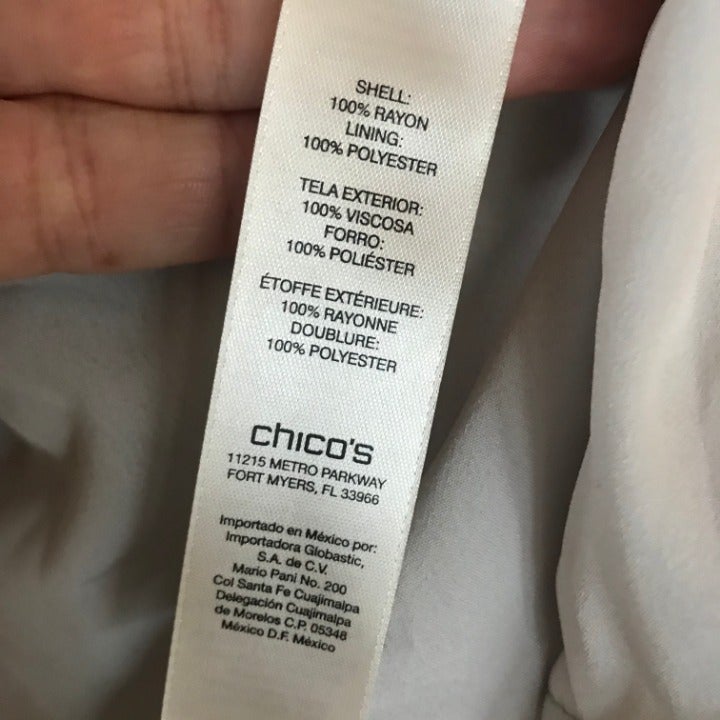 SHELL:
100% RAYON
LINING:
100% POLYESTER
TELA EXTERIOR:
100% VISCOSA
FORRO:
100% POLIÉSTER
ÉTOFFE EXTÉRIEURE:
100% RAYONNE
DOUBLURE:
100% POLYESTER
chico's
11215 METRO PARKWAY
FORT MYERS, FL 33966
Importado en México por:
Importadora Globastic,
S.A. de C.V.
Mario Pani No. 200
Col Santa Fe Cuajimalpa
Delegación Cuajimalpa
de Morelos C.P. 05348
México D.F. México